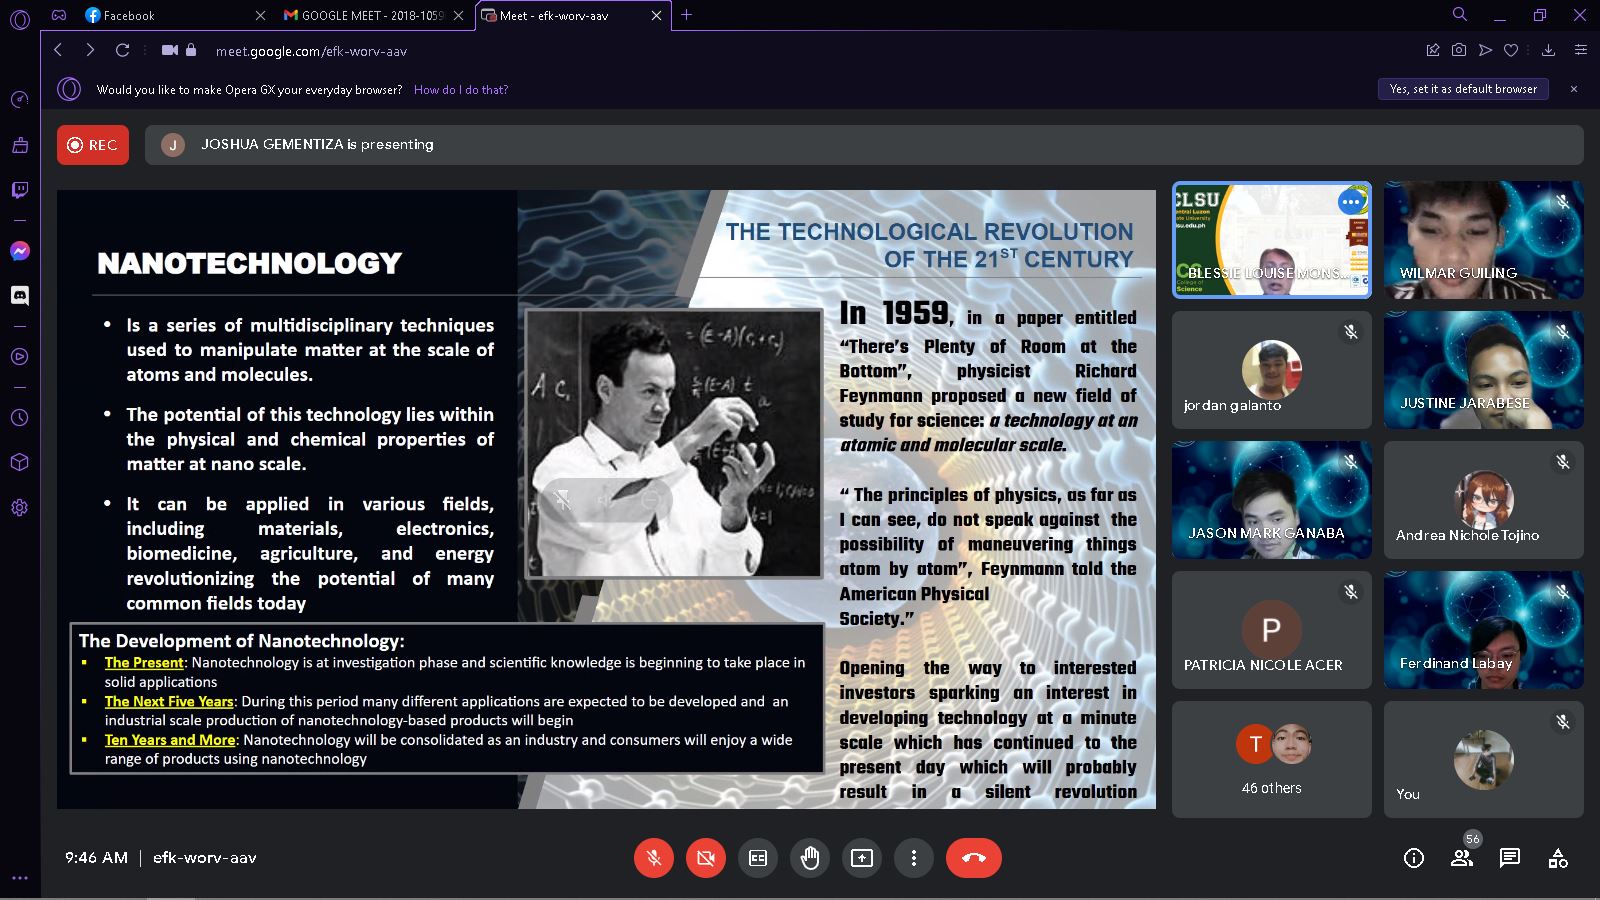 Facebook
GOOGLE MEET - 2018-1059
Meet - efk-worv-aav
meet.google.com/efk-worv-aav
Would you like to make Opera GX your everyday browser? How do I do that?
Yes, set it as default browser
REC
J
JOSHUA GEMENTIZA is presenting
NANOTECHNOLOGY
• Is a series of multidisciplinary techniques
used to manipulate matter at the scale of
atoms and molecules.
• The potential of this technology lies within
the physical and chemical properties of
matter at nano scale.
• It can be applied in various fields,
including materials, electronics,
biomedicine, agriculture, and energy
revolutionizing the potential of many
common fields today
The Development of Nanotechnology:
▪ The Present: Nanotechnology is at investigation phase and scientific knowledge is beginning to take place in
solid applications
▪ The Next Five Years: During this period many different applications are expected to be developed and an
industrial scale production of nanotechnology-based products will begin
▪ Ten Years and More: Nanotechnology will be consolidated as an industry and consumers will enjoy a wide
range of products using nanotechnology
THE TECHNOLOGICAL REVOLUTION
OF THE 21ST CENTURY
In 1959, in a paper entitled
“There’s Plenty of Room at the
Bottom”, physicist Richard
Feynmann proposed a new field of
study for science: a technology at an
atomic and molecular scale.
“ The principles of physics, as far as
I can see, do not speak against the
possibility of maneuvering things
atom by atom”, Feynmann told the
American Physical
Society.”
Opening the way to interested
investors sparking an interest in
developing technology at a minute
scale which has continued to the
present day which will probably
result in a silent revolution
CLSU
BLESSIE LOUISE MONS...
WILMAR GUILING
jordan galanto
JUSTINE JARABESE
JASON MARK GANABA
Andrea Nichole Tojino
P
PATRICIA NICOLE ACER
Ferdinand Labay
T
46 others
You
9:46 AM | efk-worv-aav
56